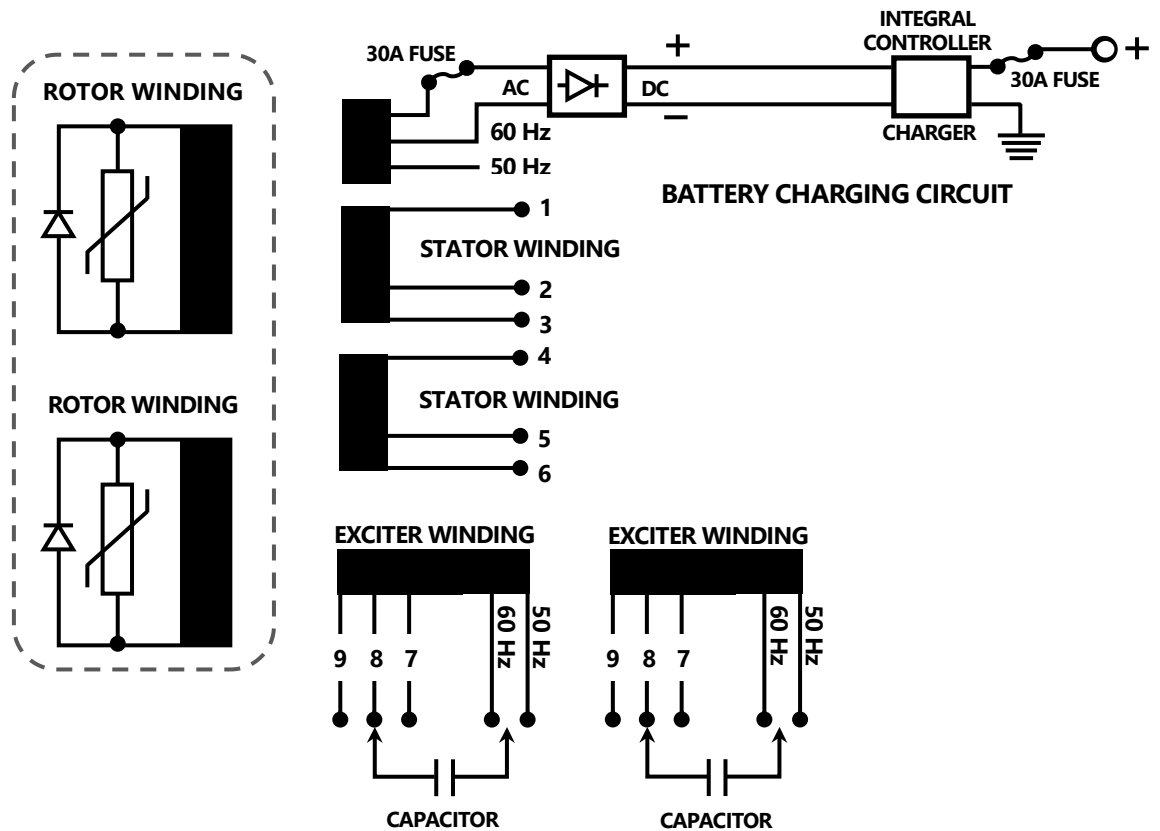 ROTOR WINDING
ROTOR WINDING
30A FUSE
AC
+
DC
−
60 Hz
50 Hz
INTEGRAL
CONTROLLER
CHARGER
30A FUSE
+
BATTERY CHARGING CIRCUIT
1
STATOR WINDING
2
3
4
STATOR WINDING
5
6
EXCITER WINDING
9
8
7
60 Hz
50 Hz
CAPACITOR
EXCITER WINDING
9
8
7
60 Hz
50 Hz
CAPACITOR